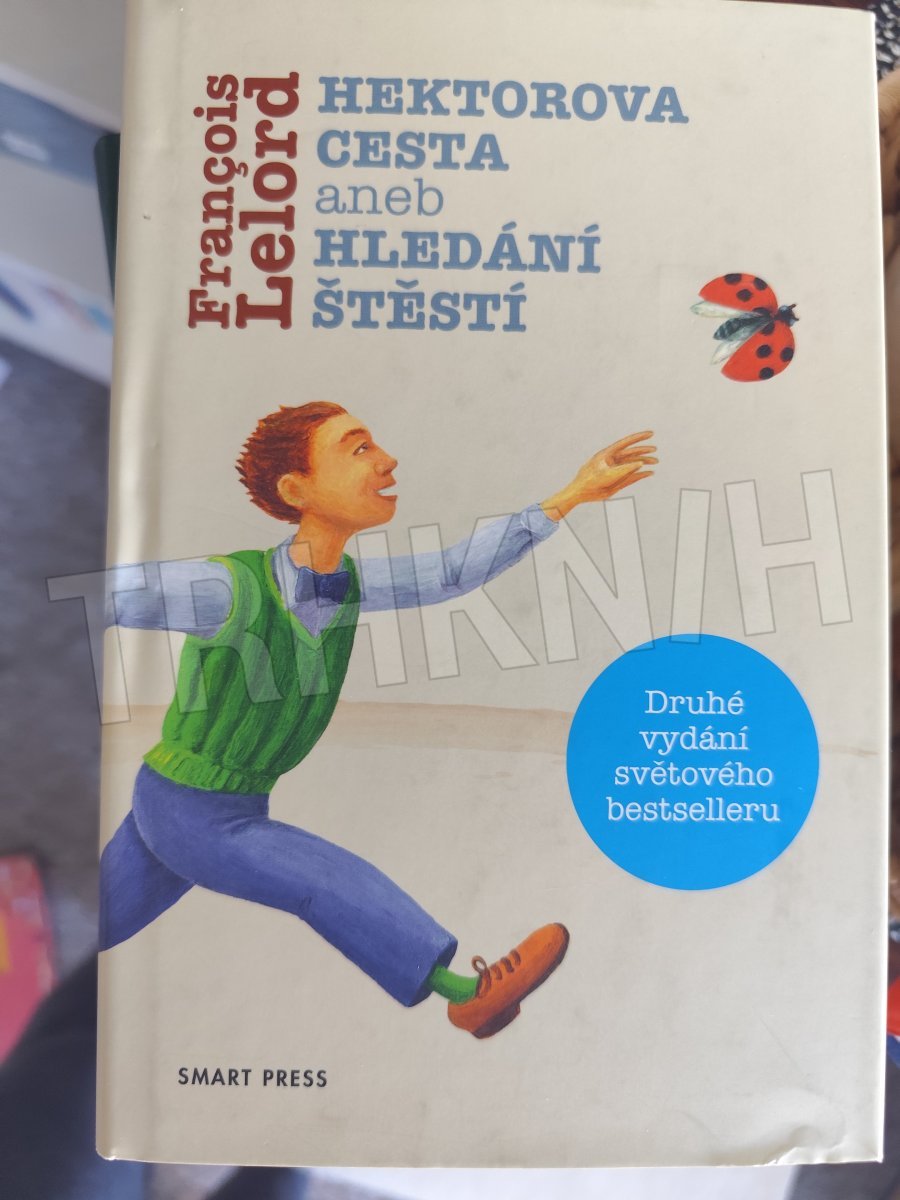 François
Lelord
HEKTOROVA
CESTA
aneb
HLEDÁNÍ
ŠTĚSTÍ
TRHKNIH
Druhé
vydání
světového
bestselleru
SMART PRESS